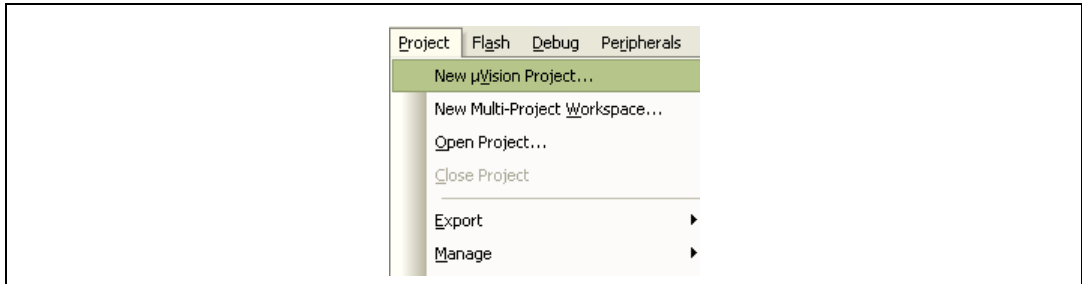 Project Flash Debug Peripherals
New µVision Project...
New Multi-Project Workspace...
Open Project...
Close Project
Export
Manage